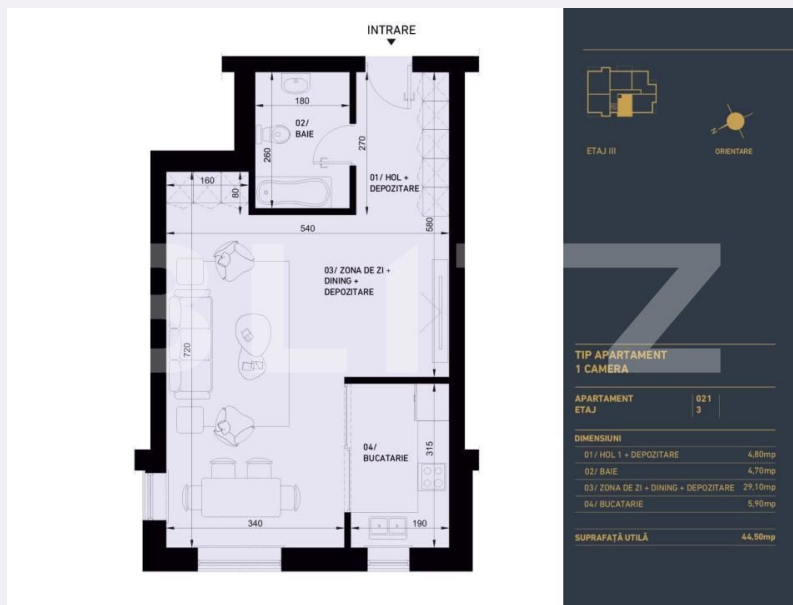 INTRARE
180
02/
BAIE
260
270
01/ HOL +
DEPOZITARE
160
80
540
580
03/ ZONA DE ZI +
DINING +
DEPOZITARE
BLITZ
720
04/
BUCATARIE
315
340
190
ETAJ III
N
ORIENTARE
TIP APARTAMENT
1 CAMERA
APARTAMENT 021
ETAJ 3
DIMENSIUNI
01/ HOL 1 + DEPOZITARE 4,80mp
02/ BAIE 4,70mp
03/ ZONA DE ZI + DINING + DEPOZITARE 29,10mp
04/ BUCATARIE 5,90mp
SUPRAFAȚĂ UTILĂ 44,50mp